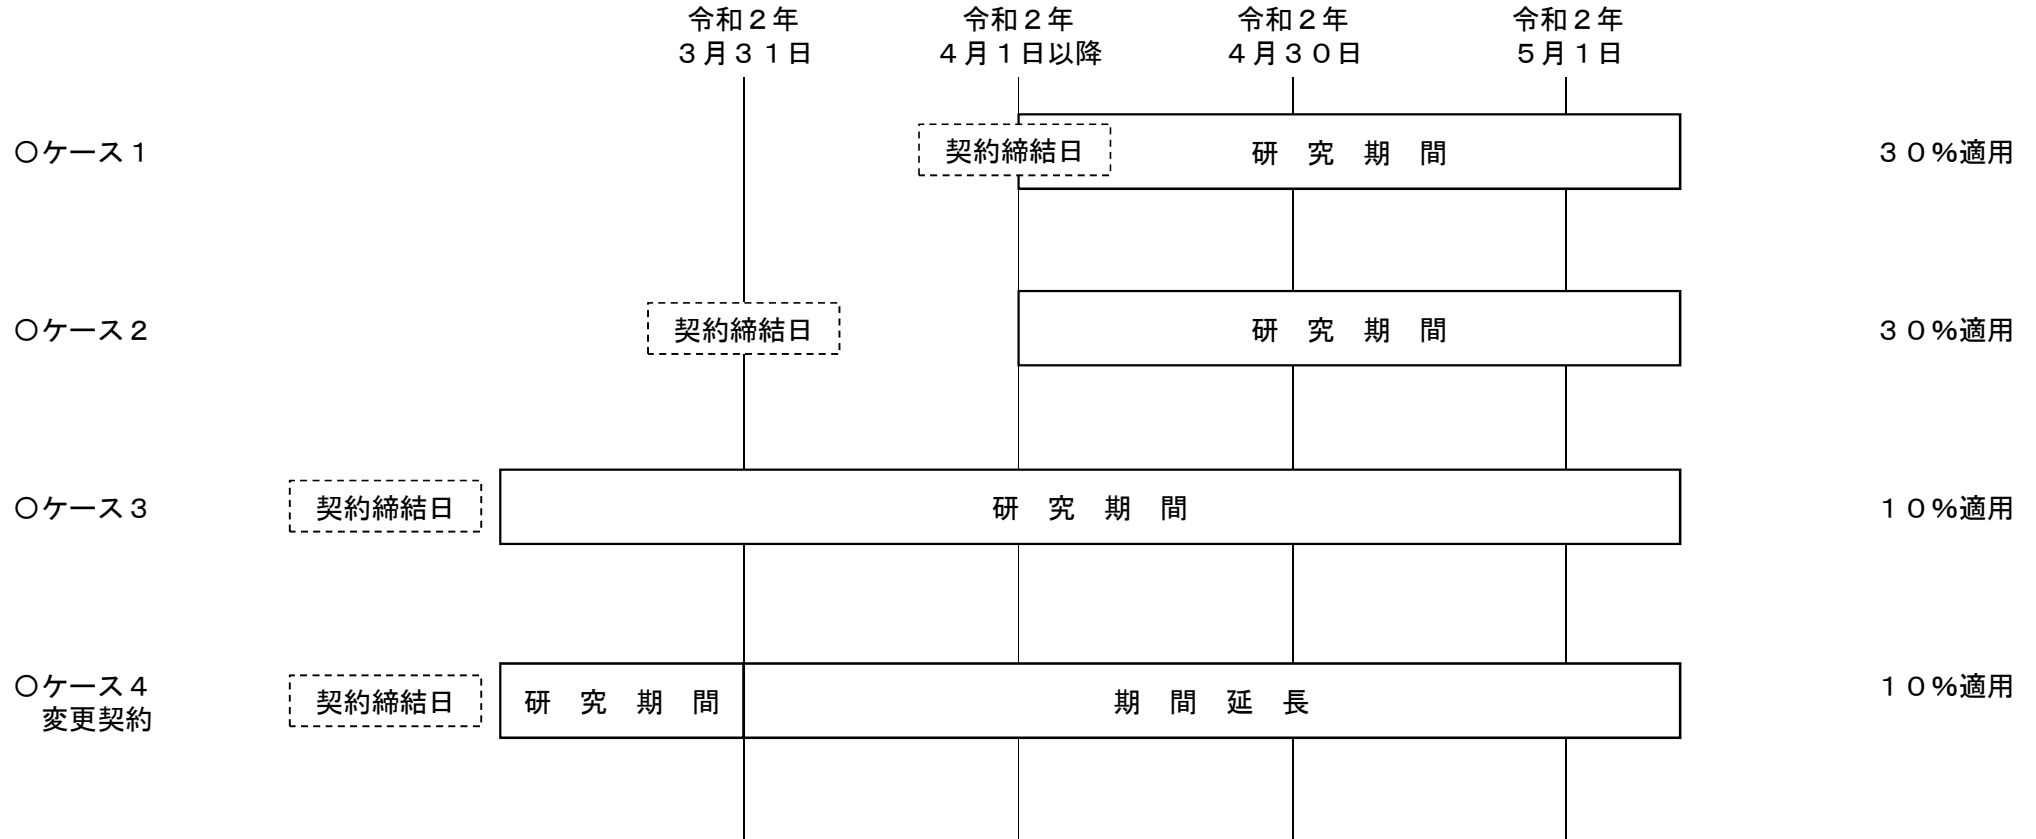 令和２年
３月３１日
令和２年
４月１日以降
令和２年
４月３０日
令和２年
５月１日
○ケース１
契約締結日
研　究　期　間
３０%適用
○ケース２
契約締結日
研　究　期　間
３０%適用
○ケース３
契約締結日
研　究　期　間
１０%適用
○ケース４
変更契約
契約締結日
研　究　期　間
期　間　延　長
１０%適用